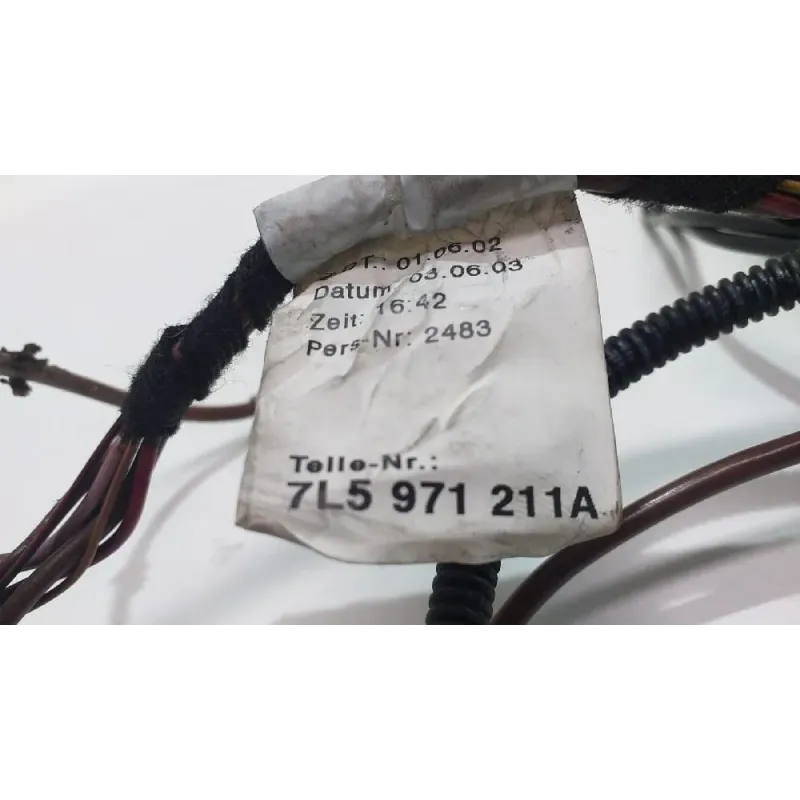 01.06.02
Datum: 03.06.03
Zeit: 16:42
Pers-Nr: 2483
Teile-Nr.:
7L5 971 211A